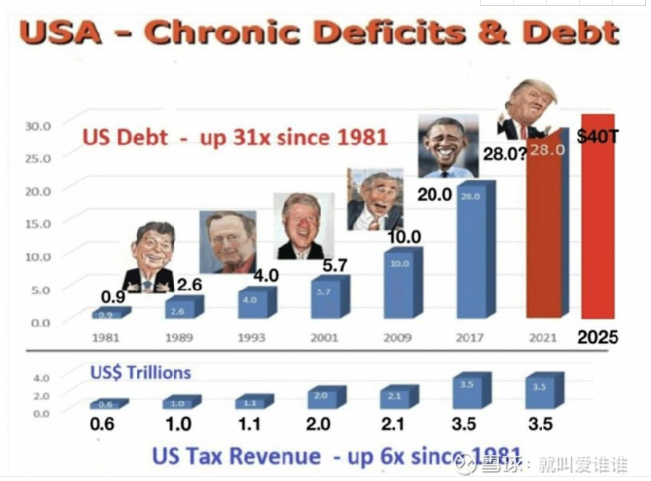 USA - Chronic Deficits & Debt
30.0
25.0
20.0
15.0
10.0
5.0
0.0
US Debt - up 31x since 1981
0.9
0.9
2.6
2.6
4.0
4.0
5.7
5.7
10.0
10.0
20.0
20.0
28.0?
28.0
$40T
1981 1989 1993 2001 2009 2017 2021 2025
US$ Trillions
4.0
2.0
0.0
0.6 1.0 1.1 2.0 2.1 3.5 3.5
0.6 1.0 1.1 2.0 2.1 3.5 3.5
US Tax Revenue - up 6x since 1981
雪球：就叫爱谁谁